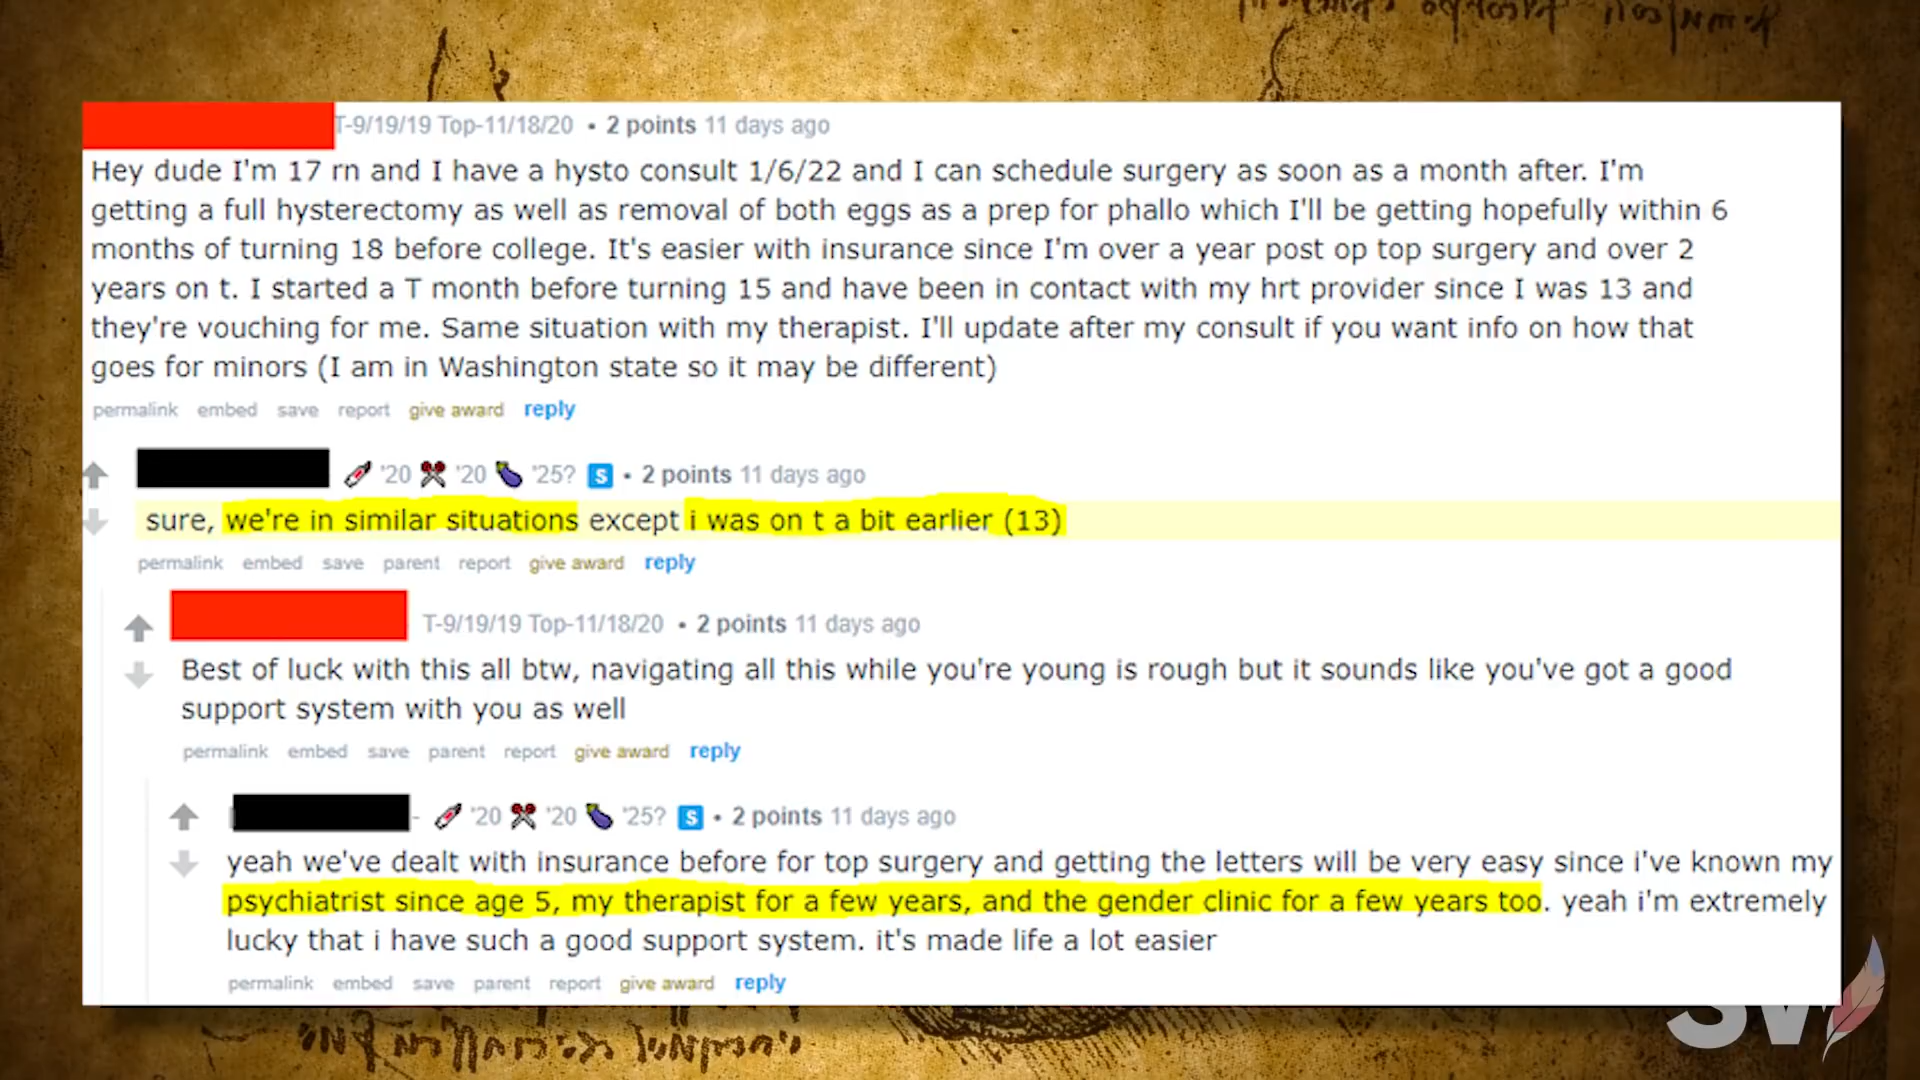 T-9/19/19 Top-11/18/20 • 2 points 11 days ago
Hey dude I'm 17 rn and I have a hysto consult 1/6/22 and I can schedule surgery as soon as a month after. I'm
getting a full hysterectomy as well as removal of both eggs as a prep for phallo which I'll be getting hopefully within 6
months of turning 18 before college. It's easier with insurance since I'm over a year post op top surgery and over 2
years on t. I started a T month before turning 15 and have been in contact with my hrt provider since I was 13 and
they're vouching for me. Same situation with my therapist. I'll update after my consult if you want info on how that
goes for minors (I am in Washington state so it may be different)
permalink embed save report give award reply
'20 '20 '25? S • 2 points 11 days ago
sure, we're in similar situations except i was on t a bit earlier (13)
permalink embed save parent report give award reply
T-9/19/19 Top-11/18/20 • 2 points 11 days ago
Best of luck with this all btw, navigating all this while you're young is rough but it sounds like you've got a good
support system with you as well
permalink embed save parent report give award reply
'20 '20 '25? S • 2 points 11 days ago
yeah we've dealt with insurance before for top surgery and getting the letters will be very easy since i've known my
psychiatrist since age 5, my therapist for a few years, and the gender clinic for a few years too. yeah i'm extremely
lucky that i have such a good support system. it's made life a lot easier
permalink embed save parent report give award reply
SW